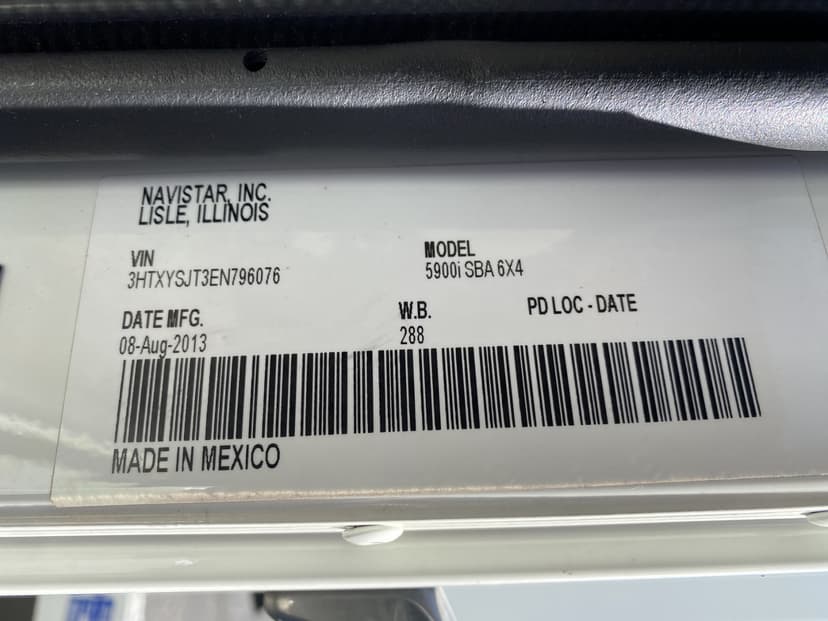 NAVISTAR, INC.
LISLE, ILLINOIS
VIN
3HTXYSJT3EN796076
MODEL
5900i SBA 6X4
DATE MFG.
08-Aug-2013
W.B.
288
PD LOC - DATE
MADE IN MEXICO